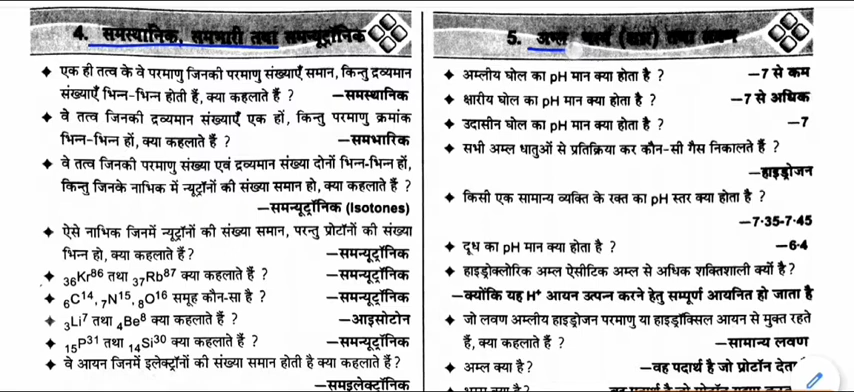 4. समस्थानिक, समभारी तथा समन्यूट्रॉनिक
✦ एक ही तत्व के वे परमाणु जिनकी परमाणु संख्याएँ समान, किन्तु द्रव्यमान
संख्याएँ भिन्न-भिन्न होती हैं, क्या कहलाते हैं ? –समस्थानिक
✦ वे तत्व जिनकी द्रव्यमान संख्याएँ एक हों, किन्तु परमाणु क्रमांक
भिन्न-भिन्न हों, क्या कहलाते हैं ? –समभारिक
✦ वे तत्व जिनकी परमाणु संख्या एवं द्रव्यमान संख्या दोनों भिन्न-भिन्न हों,
किन्तु जिनके नाभिक में न्यूट्रॉनों की संख्या समान हो, क्या कहलाते हैं ?
–समन्यूट्रॉनिक (Isotones)
✦ ऐसे नाभिक जिनमें न्यूट्रॉनों की संख्या समान, परन्तु प्रोटॉनों की संख्या
भिन्न हो, क्या कहलाते हैं? –समन्यूट्रॉनिक
✦ ₃₆Kr⁸⁶ तथा ₃₇Rb⁸⁷ क्या कहलाते हैं ? –समन्यूट्रॉनिक
✦ ₆C¹⁴, ₇N¹⁵, ₈O¹⁶ समूह कौन-सा है ? –समन्यूट्रॉनिक
✦ ₃Li⁷ तथा ₄Be⁸ क्या कहलाते हैं ? –आइसोटोन
✦ ₁₅P³¹ तथा ₁₄Si³⁰ क्या कहलाते हैं ? –समन्यूट्रॉनिक
✦ वे आयन जिनमें इलेक्ट्रॉनों की संख्या समान होती है क्या कहलाते हैं?
–समइलेक्ट्रॉनिक
5. अम्ल तथा
✦ अम्लीय घोल का pH मान क्या होता है ? –7 से कम
✦ क्षारीय घोल का pH मान क्या होता है ? –7 से अधिक
✦ उदासीन घोल का pH मान क्या होता है ? –7
✦ सभी अम्ल धातुओं से प्रतिक्रिया कर कौन-सी गैस निकालते हैं ?
–हाइड्रोजन
✦ किसी एक सामान्य व्यक्ति के रक्त का pH स्तर क्या होता है ?
–7·35-7·45
✦ दूध का pH मान क्या होता है ? –6·4
✦ हाइड्रोक्लोरिक अम्ल ऐसीटिक अम्ल से अधिक शक्तिशाली क्यों है?
–क्योंकि यह H⁺ आयन उत्पन्न करने हेतु सम्पूर्ण आयनित हो जाता है
✦ जो लवण अम्लीय हाइड्रोजन परमाणु या हाइड्रॉक्सिल आयन से मुक्त रहते
हैं, क्या कहलाते हैं ? –सामान्य लवण
✦ अम्ल क्या है ? –वह पदार्थ है जो प्रोटॉन देता